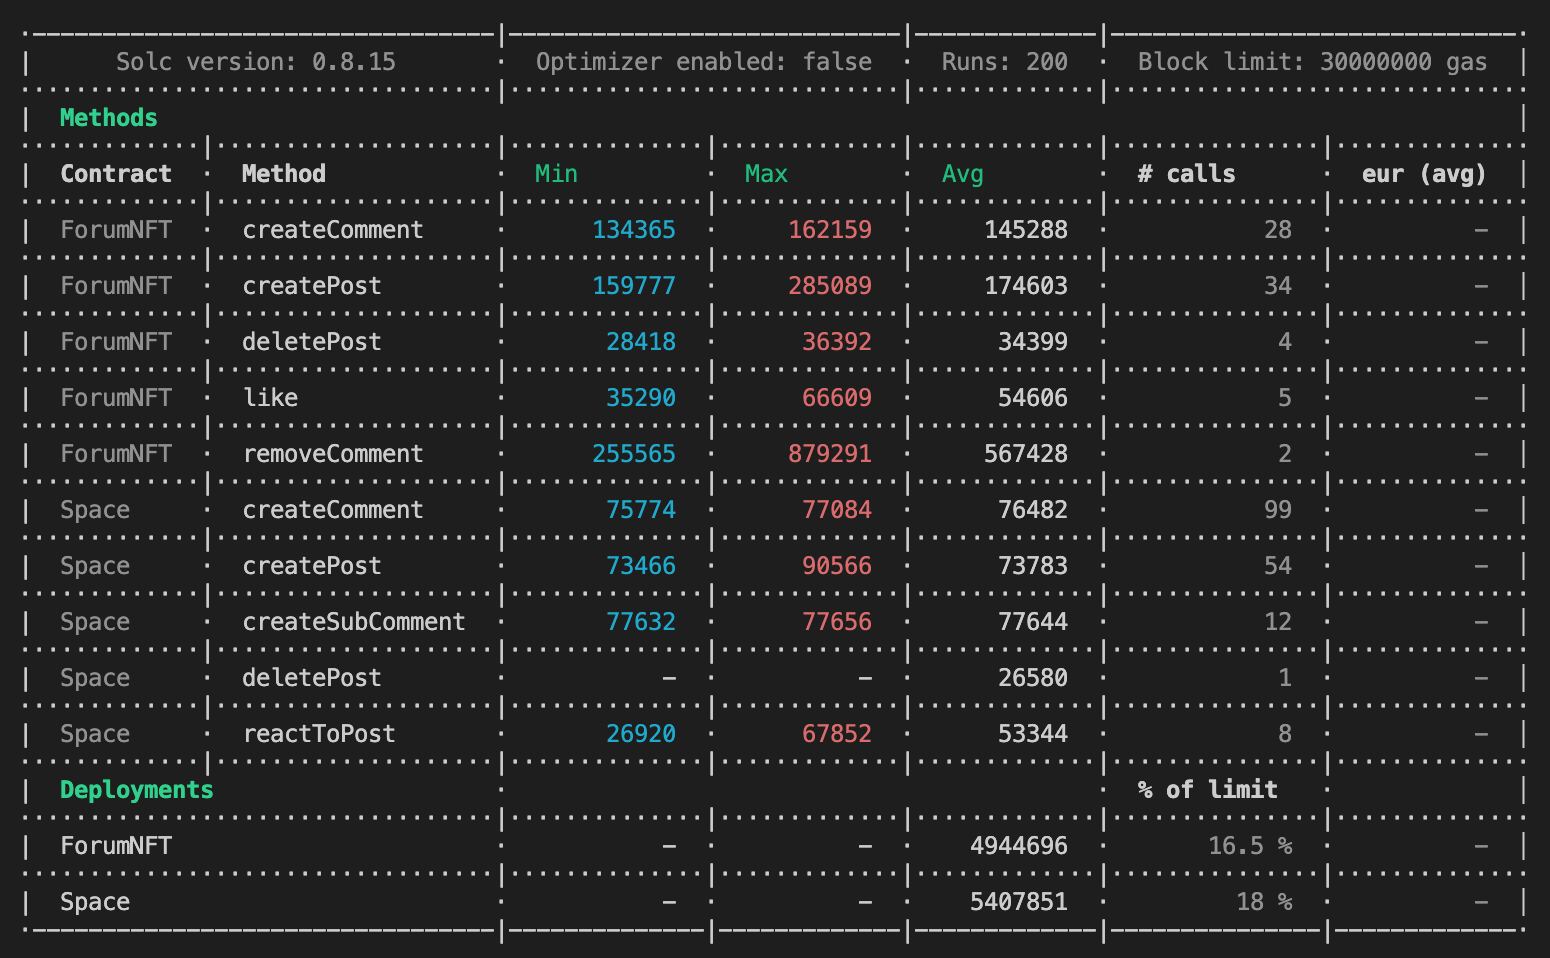 Solc version: 0.8.15 · Optimizer enabled: false · Runs: 200 · Block limit: 30000000 gas
Methods
Contract · Method · Min · Max · Avg · # calls · eur (avg)
ForumNFT · createComment · 134365 · 162159 · 145288 · 28 · -
ForumNFT · createPost · 159777 · 285089 · 174603 · 34 · -
ForumNFT · deletePost · 28418 · 36392 · 34399 · 4 · -
ForumNFT · like · 35290 · 66609 · 54606 · 5 · -
ForumNFT · removeComment · 255565 · 879291 · 567428 · 2 · -
Space · createComment · 75774 · 77084 · 76482 · 99 · -
Space · createPost · 73466 · 90566 · 73783 · 54 · -
Space · createSubComment · 77632 · 77656 · 77644 · 12 · -
Space · deletePost · - · - · 26580 · 1 · -
Space · reactToPost · 26920 · 67852 · 53344 · 8 · -
Deployments · · % of limit ·
ForumNFT · - · - · 4944696 · 16.5 % · -
Space · - · - · 5407851 · 18 % · -